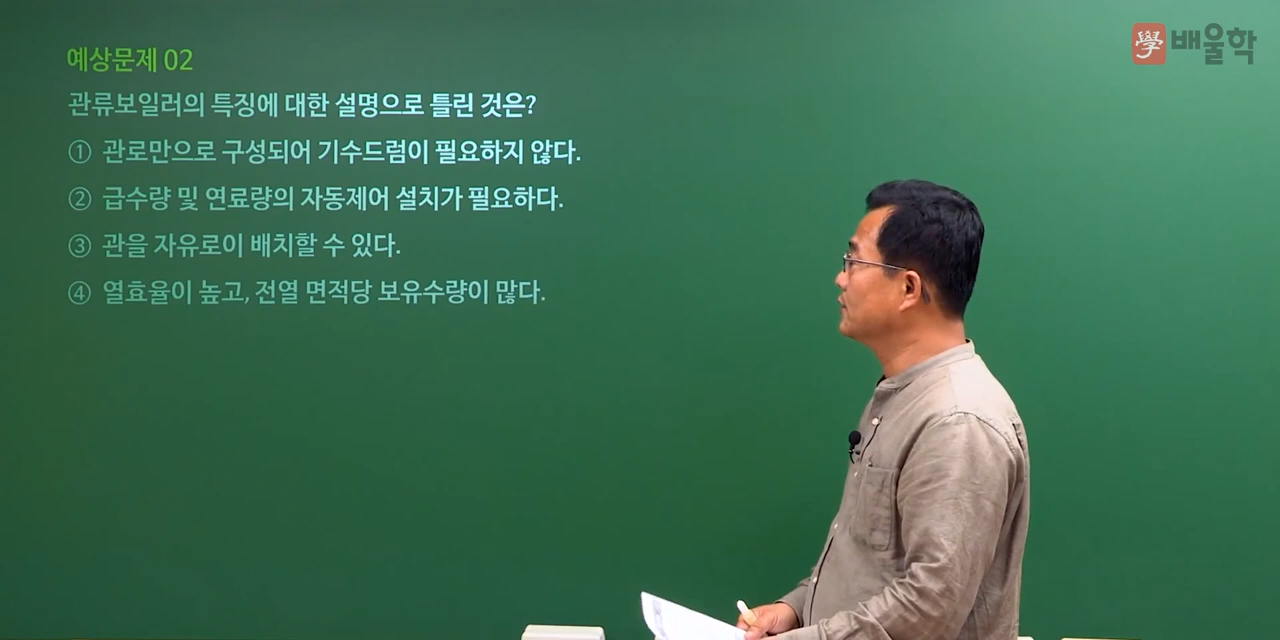 學배울학
예상문제 02
관류보일러의 특징에 대한 설명으로 틀린 것은?
① 관로만으로 구성되어 기수드럼이 필요하지 않다.
② 급수량 및 연료량의 자동제어 설치가 필요하다.
③ 관을 자유로이 배치할 수 있다.
④ 열효율이 높고, 전열 면적당 보유수량이 많다.